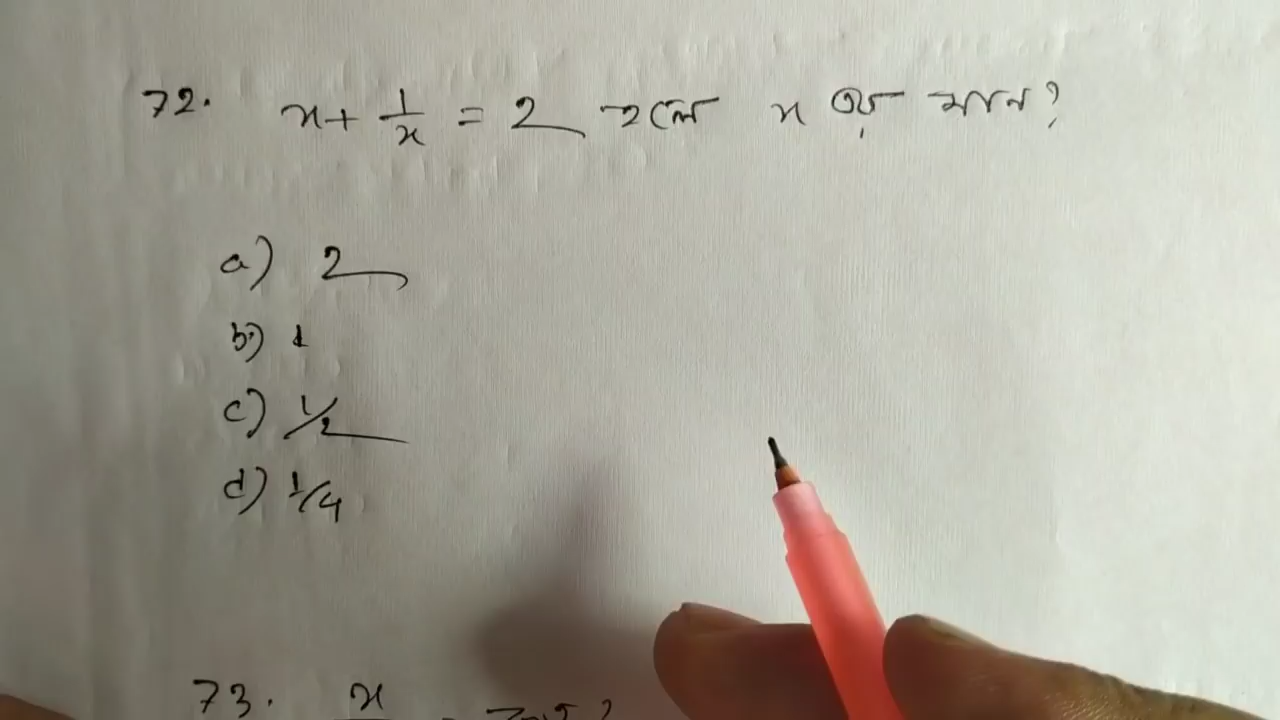 72. x + 1/x = 2 হলে x এর মান?
a) 2
b) 1
c) 1/2
d) 1/4
73. x